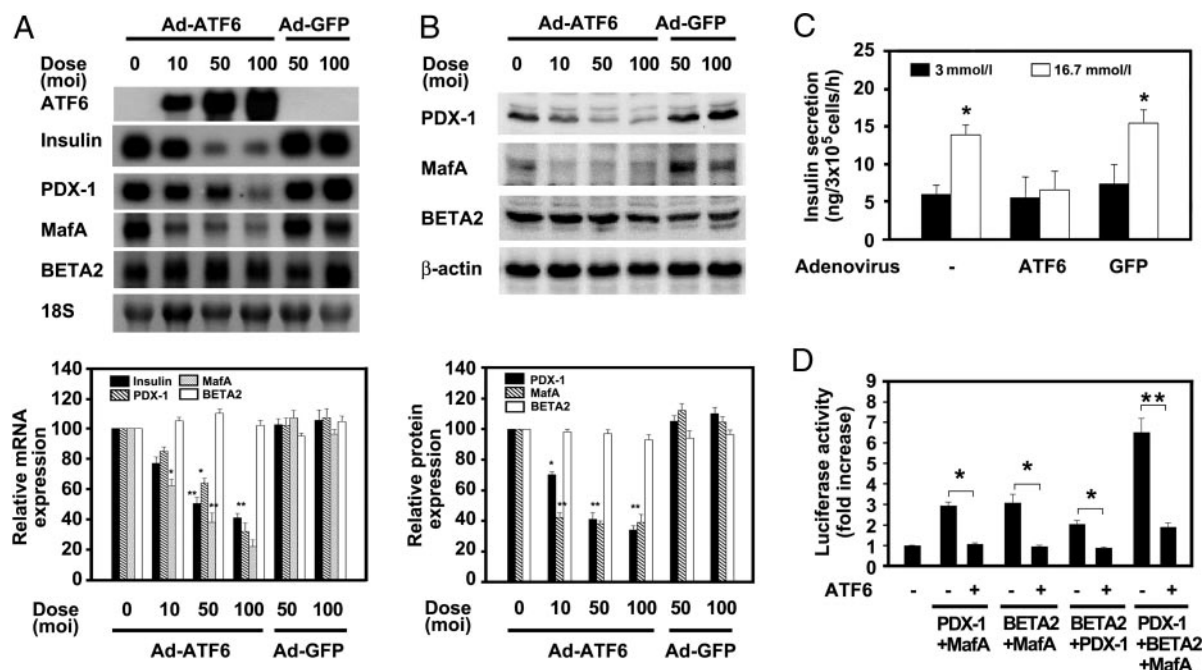 A
Ad-ATF6 Ad-GFP
Dose 0 10 50 100 50 100
(moi)
ATF6
Insulin
PDX-1
MafA
BETA2
18S
140
120
100
80
60
40
20
0
Relative mRNA
expression
Insulin MafA
PDX-1 BETA2
* ** * ** **
Dose 0 10 50 100 50 100
(moi)
Ad-ATF6 Ad-GFP
B
Ad-ATF6 Ad-GFP
Dose 0 10 50 100 50 100
(moi)
PDX-1
MafA
BETA2
β-actin
140
120
100
80
60
40
20
0
Relative protein
expression
PDX-1
MafA
BETA2
* ** ** **
Dose 0 10 50 100 50 100
(moi)
Ad-ATF6 Ad-GFP
C
25
20
15
10
5
0
Insulin secretion
(ng/3x10⁵cells/h)
3 mmol/l 16.7 mmol/l
* *
Adenovirus - ATF6 GFP
D
9
8
7
6
5
4
3
2
1
0
Luciferase activity
(fold increase)
* * * **
ATF6 - - + - + - + - +
PDX-1 BETA2 BETA2 PDX-1
+MafA +MafA +PDX-1 +BETA2
+MafA